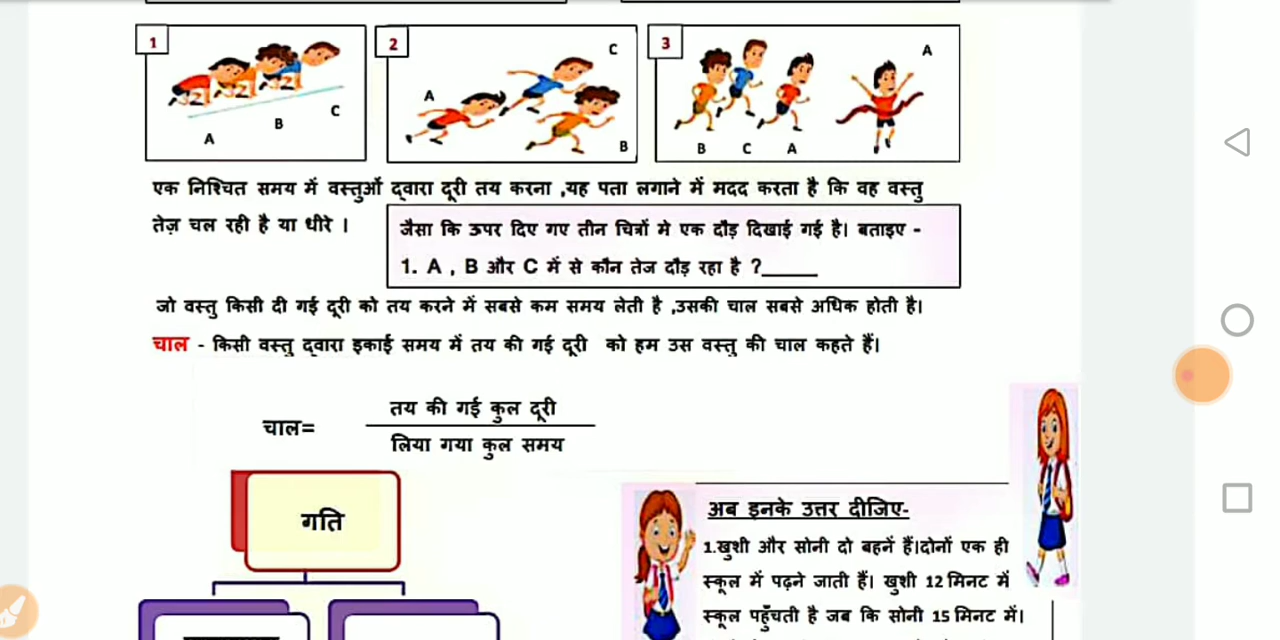 1
A
B
C
2
C
A
B
3
A
B C A
एक निश्चित समय में वस्तुओं द्वारा दूरी तय करना ,यह पता लगाने में मदद करता है कि वह वस्तु
तेज़ चल रही है या धीरे ।
जैसा कि ऊपर दिए गए तीन चित्रों मे एक दौड़ दिखाई गई है। बताइए -
1. A , B और C में से कौन तेज दौड़ रहा है ?_____
जो वस्तु किसी दी गई दूरी को तय करने में सबसे कम समय लेती है ,उसकी चाल सबसे अधिक होती है।
चाल - किसी वस्तु द्वारा इकाई समय में तय की गई दूरी को हम उस वस्तु की चाल कहते हैं।
तय की गई कुल दूरी
चाल=
लिया गया कुल समय
गति
अब इनके उत्तर दीजिए-
1.खुशी और सोनी दो बहनें हैं।दोनों एक ही
स्कूल में पढ़ने जाती हैं। खुशी 12 मिनट में
स्कूल पहुँचती है जब कि सोनी 15 मिनट में।